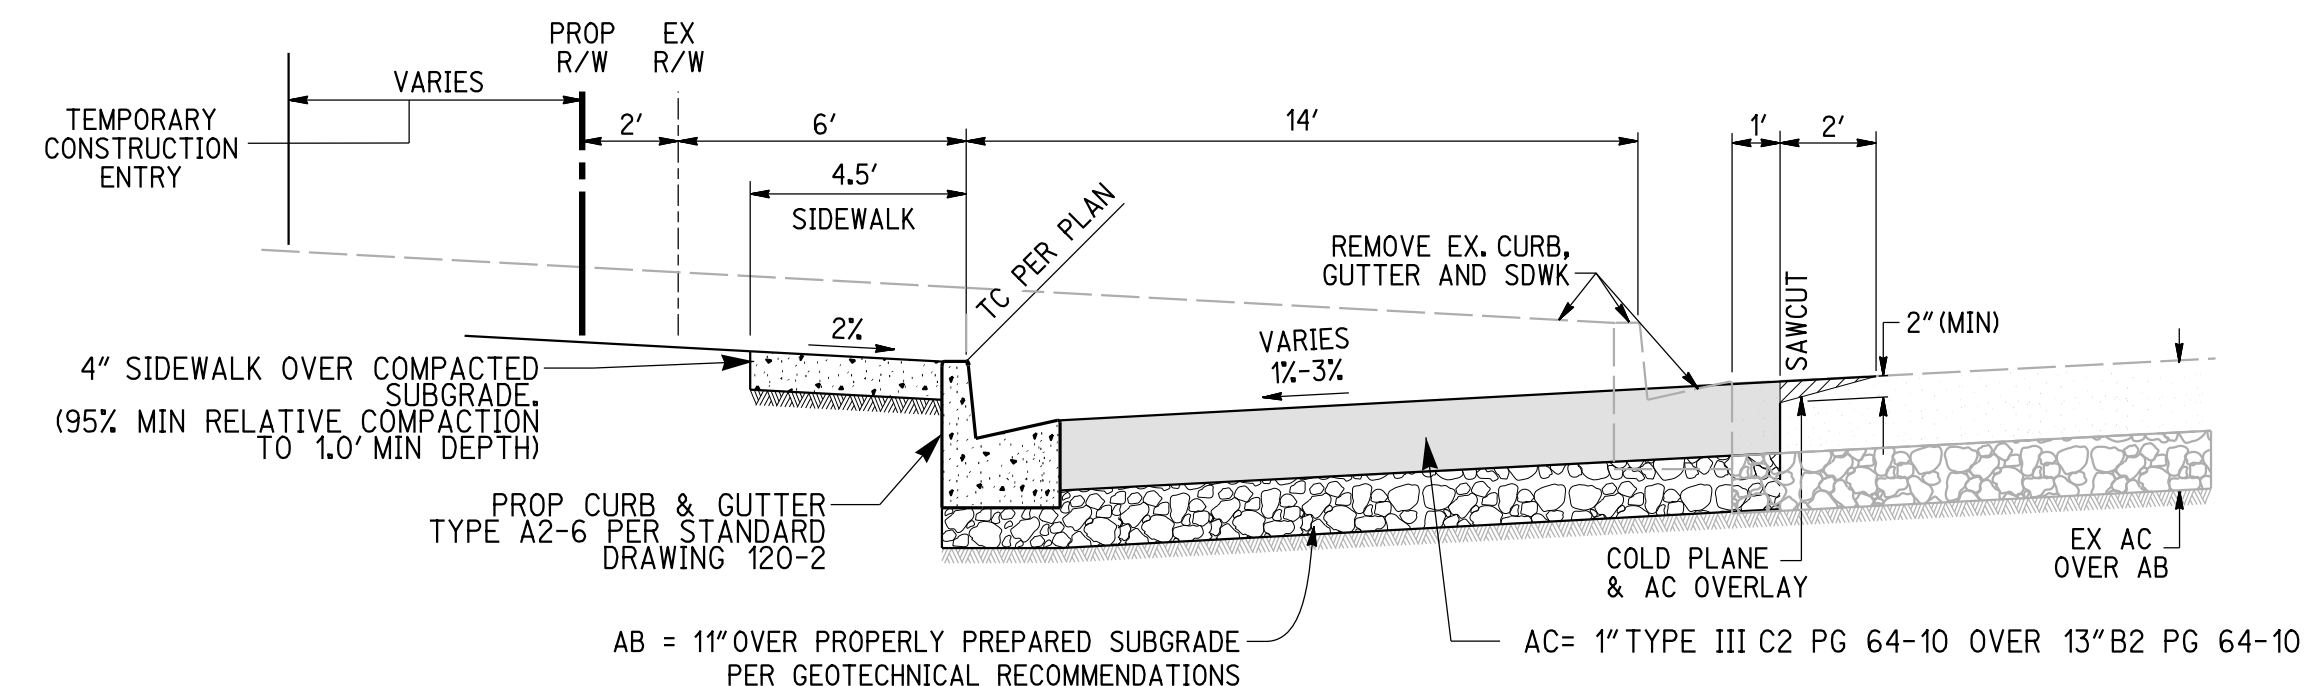 PROP
R/W
EX
R/W
VARIES
TEMPORARY
CONSTRUCTION
ENTRY
2'
6'
14'
1'
2'
4.5'
SIDEWALK
TC PER PLAN
REMOVE EX. CURB,
GUTTER AND SDWK
SAWCUT
2" (MIN)
2%
VARIES
1%-3%
4" SIDEWALK OVER COMPACTED
SUBGRADE.
(95% MIN RELATIVE COMPACTION
TO 1.0' MIN DEPTH)
PROP CURB & GUTTER
TYPE A2-6 PER STANDARD
DRAWING 120-2
COLD PLANE
& AC OVERLAY
EX AC
OVER AB
AB = 11" OVER PROPERLY PREPARED SUBGRADE
PER GEOTECHNICAL RECOMMENDATIONS
AC= 1" TYPE III C2 PG 64-10 OVER 13" B2 PG 64-10